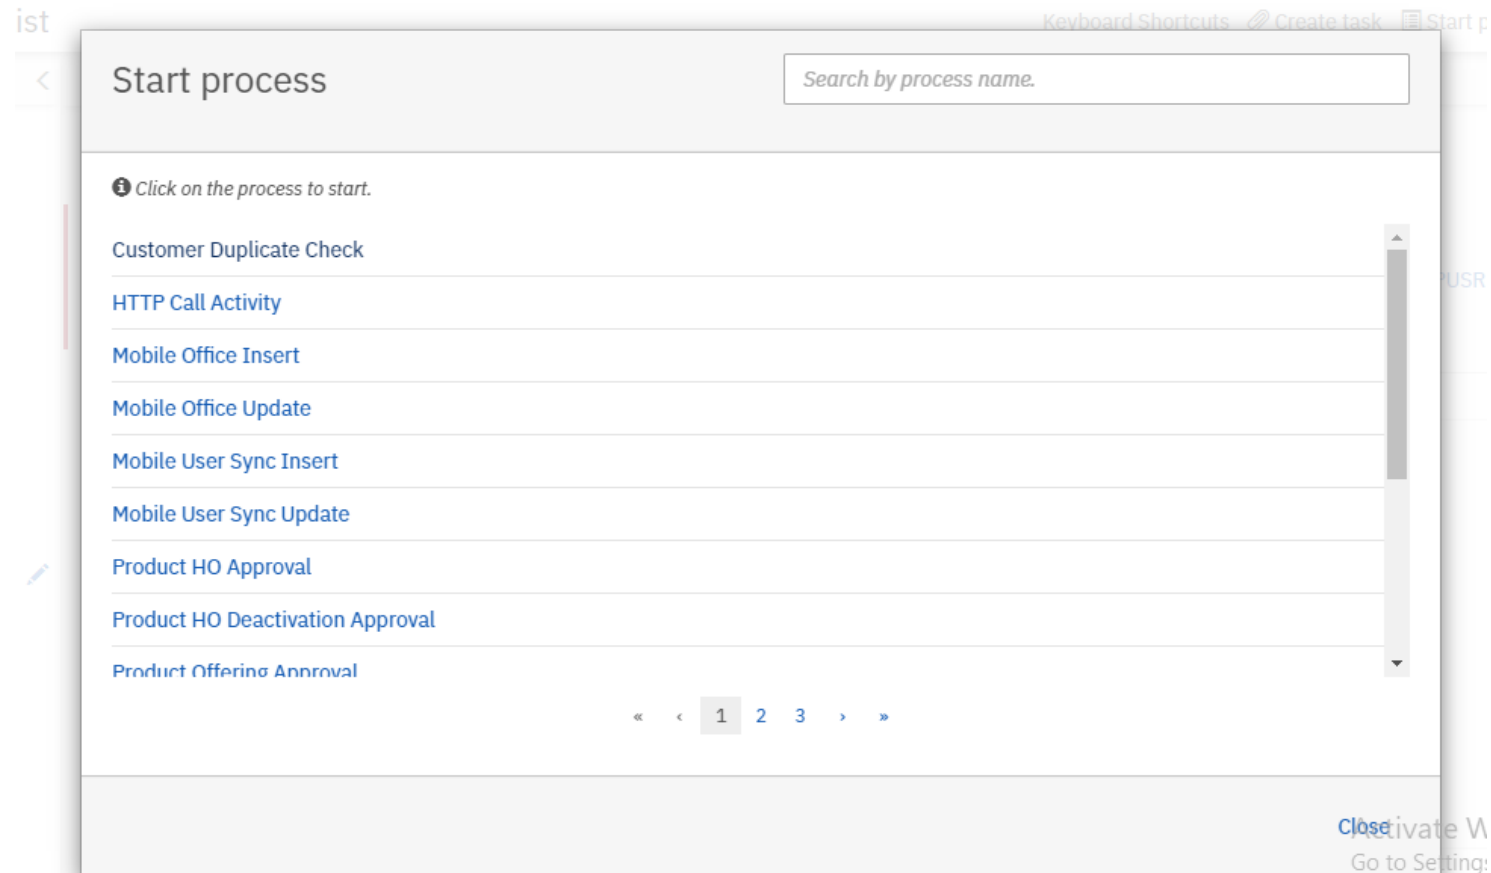 ist
Keyboard Shortcuts Create task Start p
Start process
Search by process name.
Click on the process to start.
Customer Duplicate Check
HTTP Call Activity
PUSR
Mobile Office Insert
Mobile Office Update
Mobile User Sync Insert
Mobile User Sync Update
Product HO Approval
Product HO Deactivation Approval
Product Offering Approval
« ‹ 1 2 3 › »
Close
Activate W
Go to Settings